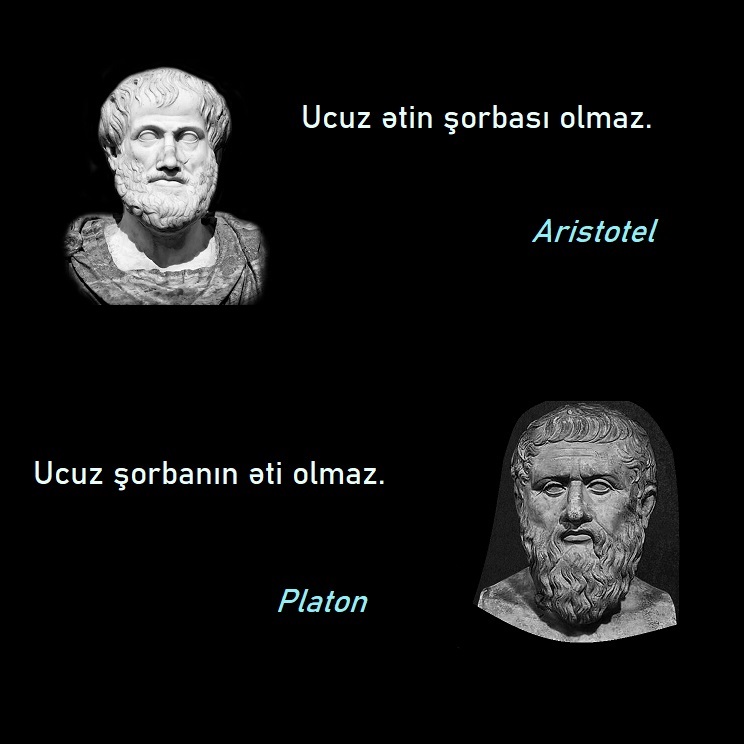 Ucuz ətin şorbası olmaz.
Aristotel
Ucuz şorbanın əti olmaz.
Platon